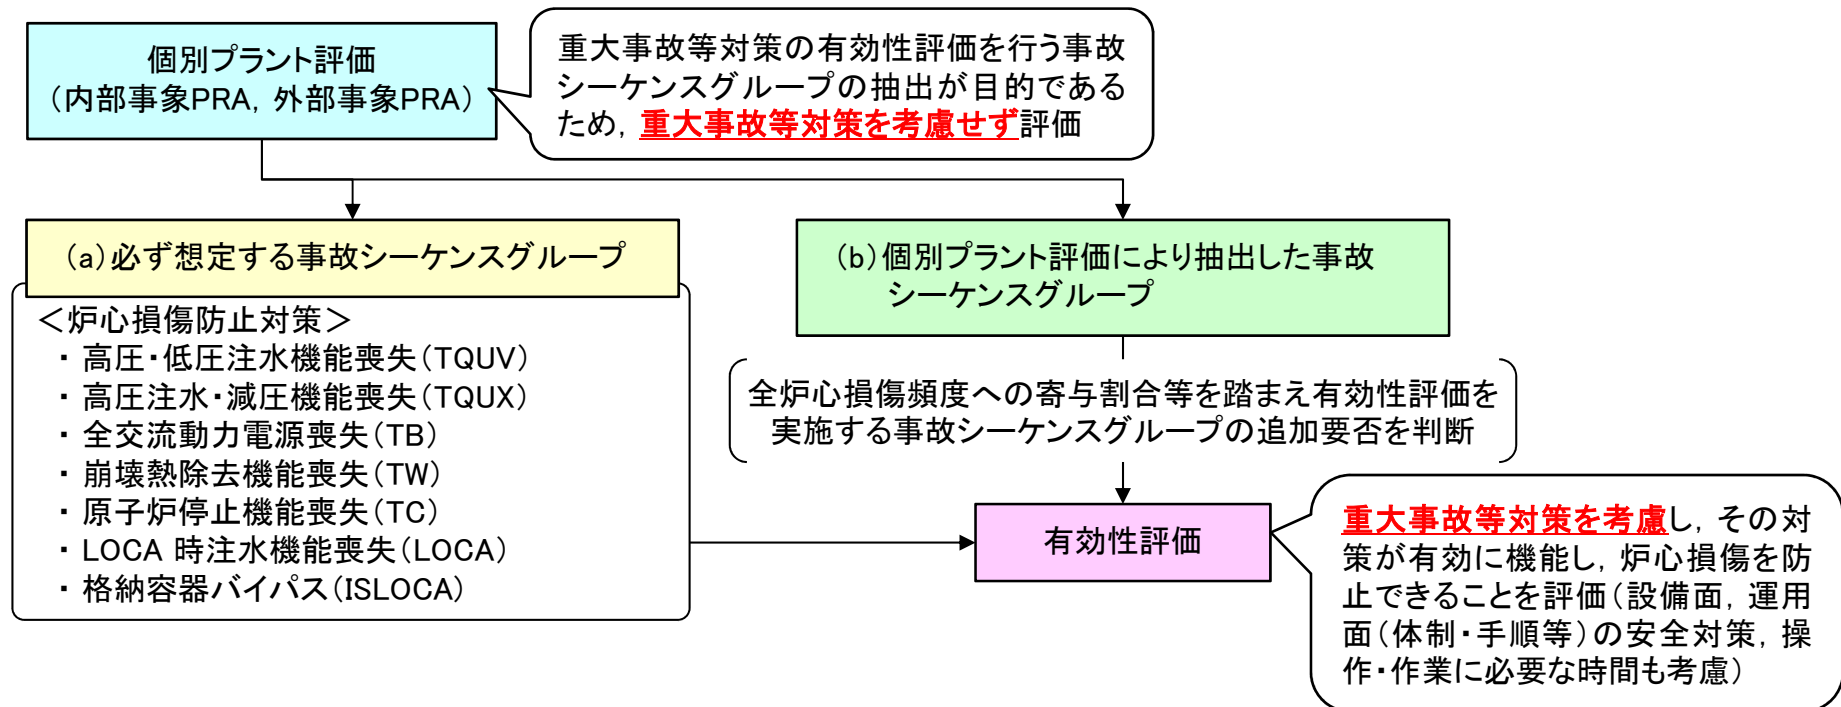 個別プラント評価
（内部事象PRA，外部事象PRA）
重大事故等対策の有効性評価を行う事故
シーケンスグループの抽出が目的である
ため，重大事故等対策を考慮せず評価
(a)必ず想定する事故シーケンスグループ
＜炉心損傷防止対策＞
・ 高圧・低圧注水機能喪失(TQUV)
・ 高圧注水・減圧機能喪失(TQUX)
・ 全交流動力電源喪失(TB)
・ 崩壊熱除去機能喪失(TW)
・ 原子炉停止機能喪失(TC)
・ LOCA 時注水機能喪失(LOCA)
・ 格納容器バイパス(ISLOCA)
(b)個別プラント評価により抽出した事故
シーケンスグループ
全炉心損傷頻度への寄与割合等を踏まえ有効性評価を
実施する事故シーケンスグループの追加要否を判断
有効性評価
重大事故等対策を考慮し，その対
策が有効に機能し，炉心損傷を防
止できることを評価（設備面，運用
面（体制・手順等）の安全対策，操
作・作業に必要な時間も考慮）